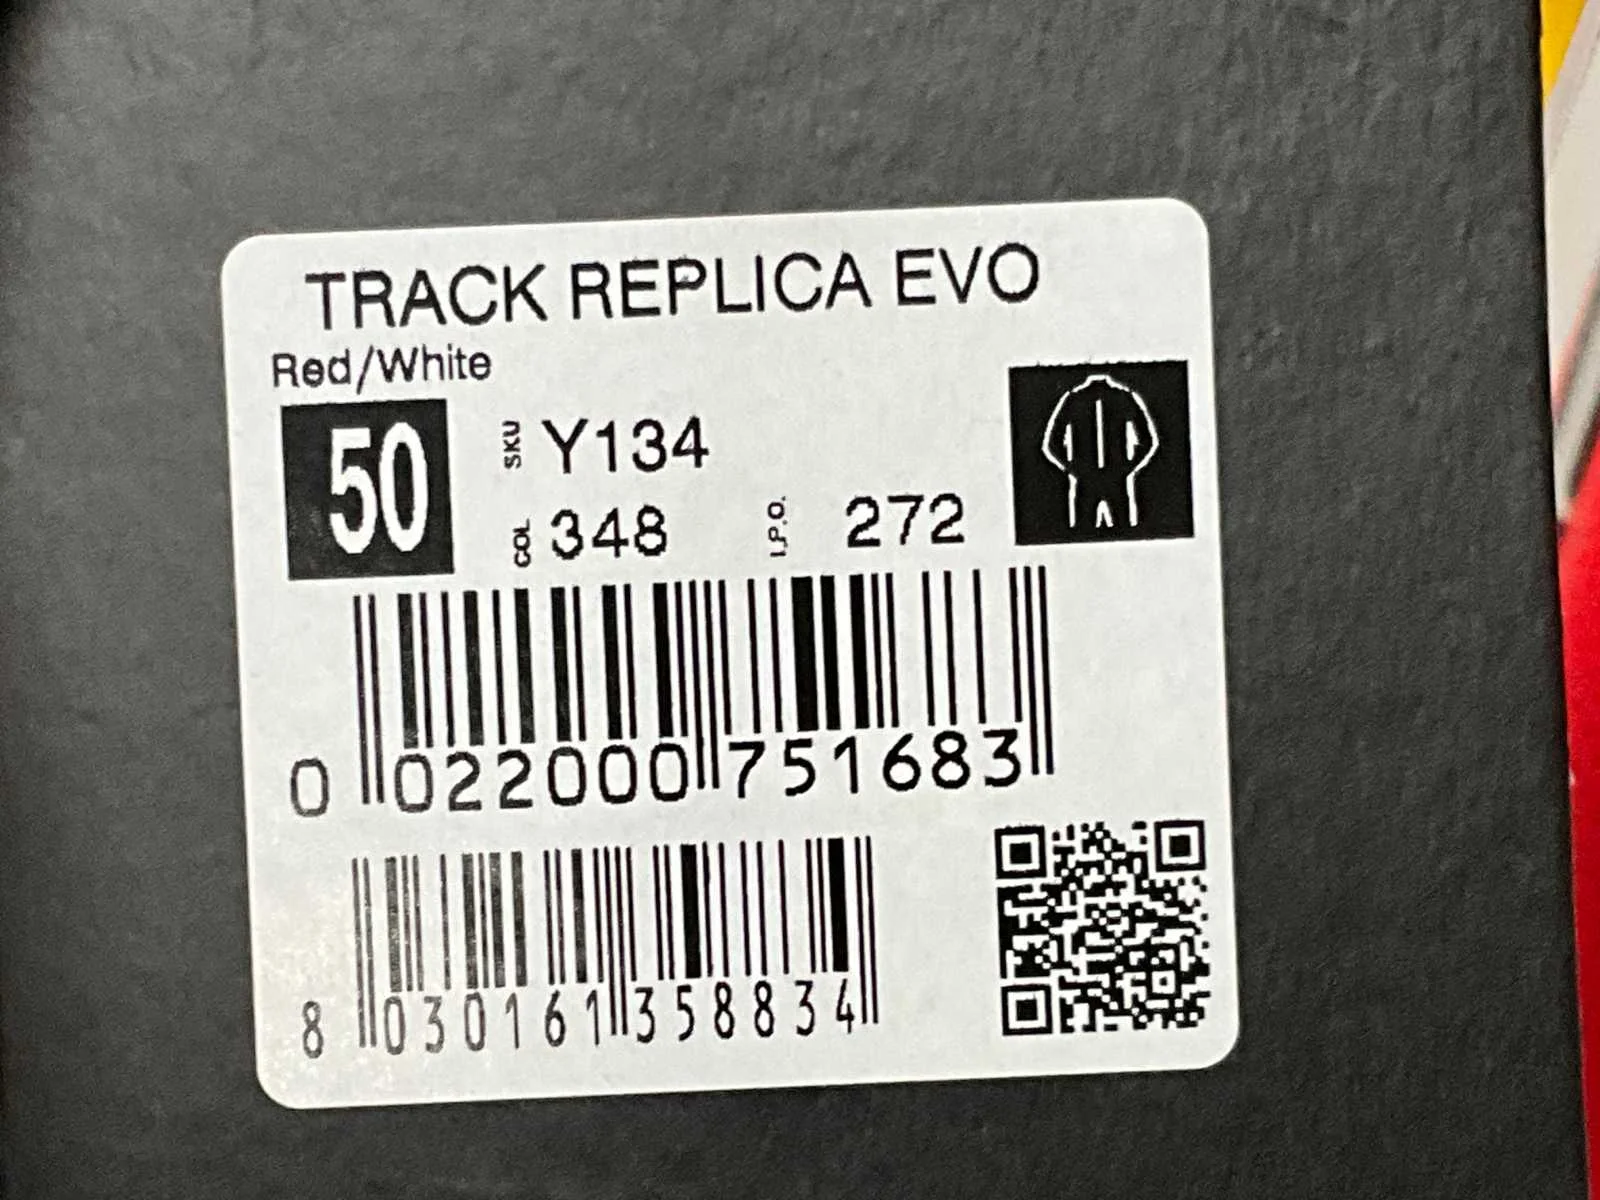 TRACK REPLICA EVO
Red/White
50 SKU Y134
COL 348 I.P.O. 272
0 022000 751683
8 030161 358834